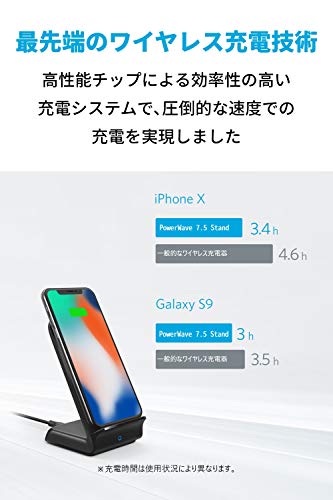 最先端のワイヤレス充電技術
高性能チップによる効率性の高い
充電システムで、圧倒的な速度での
充電を実現しました
iPhone X
PowerWave 7.5 Stand 3.4 h
一般的なワイヤレス充電器 4.6 h
Galaxy S9
PowerWave 7.5 Stand 3 h
一般的なワイヤレス充電器 3.5 h
※ 充電時間は使用状況により異なります。